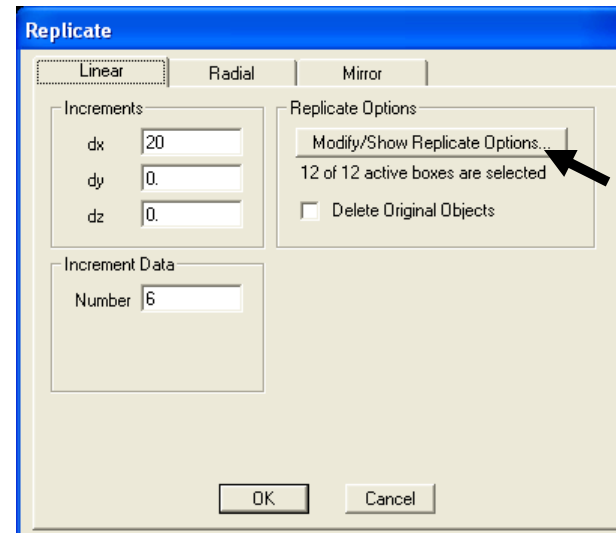 Replicate
Linear Radial Mirror
Increments
dx 20
dy 0.
dz 0.
Increment Data
Number 6
Replicate Options
Modify/Show Replicate Options...
12 of 12 active boxes are selected
Delete Original Objects
OK Cancel